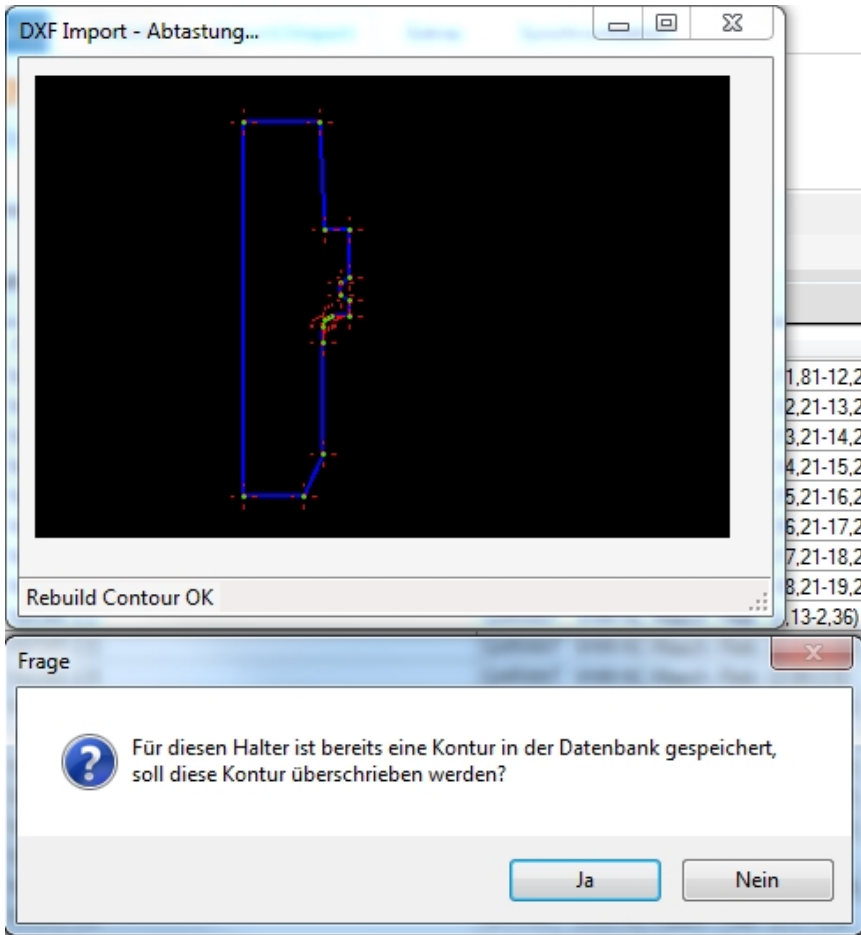 DXF Import - Abtastung...
1,81-12,2
2,21-13,2
3,21-14,2
4,21-15,2
5,21-16,2
6,21-17,2
7,21-18,2
8,21-19,2
,13-2,36)
Rebuild Contour OK
Frage
Für diesen Halter ist bereits eine Kontur in der Datenbank gespeichert,
soll diese Kontur überschrieben werden?
Ja
Nein